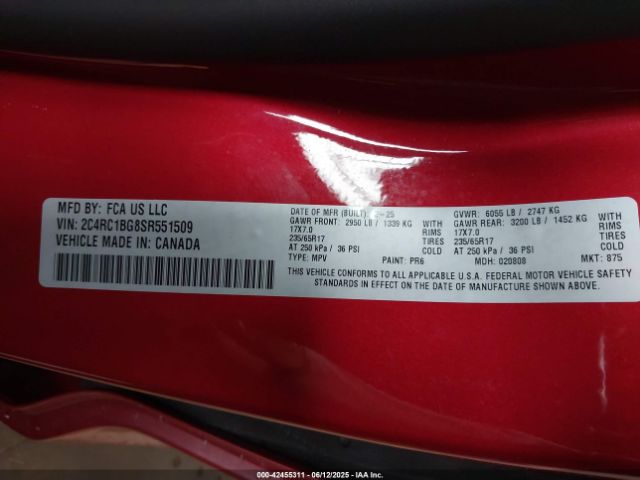 MFD BY: FCA US LLC
VIN: 2C4RC1BG8SR551509
VEHICLE MADE IN: CANADA
DATE OF MFR (BUILT): 2-25
GAWR FRONT: 2950 LB / 1339 KG
WITH
17X7.0
RIMS
235/65R17
TIRES
AT 250 kPa / 36 PSI
COLD
TYPE: MPV
PAINT: PR6
GVWR: 6055 LB / 2747 KG
GAWR REAR: 3200 LB / 1452 KG
WITH
17X7.0
RIMS
235/65R17
TIRES
AT 250 kPa / 36 PSI
COLD
MDH: 020808
MKT: 875
THIS VEHICLE CONFORMS TO ALL APPLICABLE U.S.A. FEDERAL MOTOR VEHICLE SAFETY
STANDARDS IN EFFECT ON THE DATE OF MANUFACTURE SHOWN ABOVE.
000-42455311 - 06/12/2025 - IAA Inc.